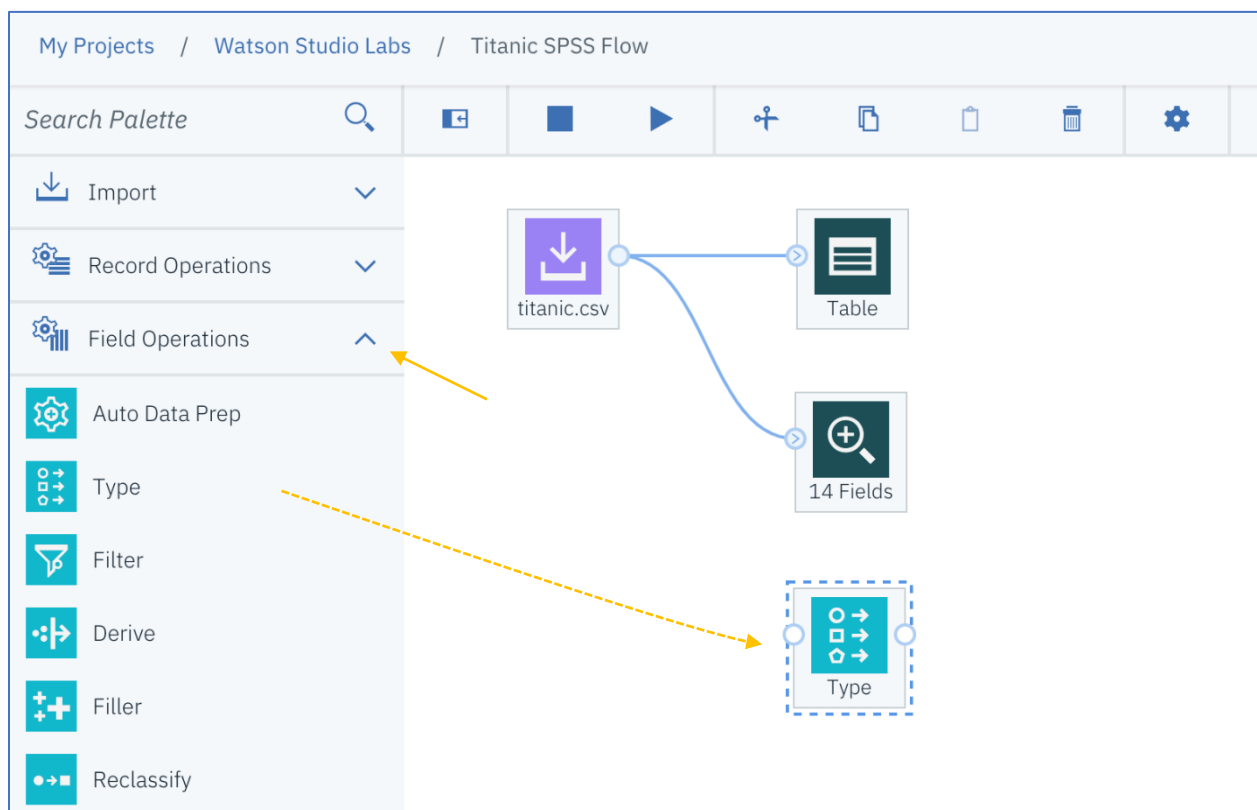 My Projects / Watson Studio Labs / Titanic SPSS Flow
Search Palette
Import
Record Operations
Field Operations
Auto Data Prep
Type
Filter
Derive
Filler
Reclassify
titanic.csv
Table
14 Fields
Type